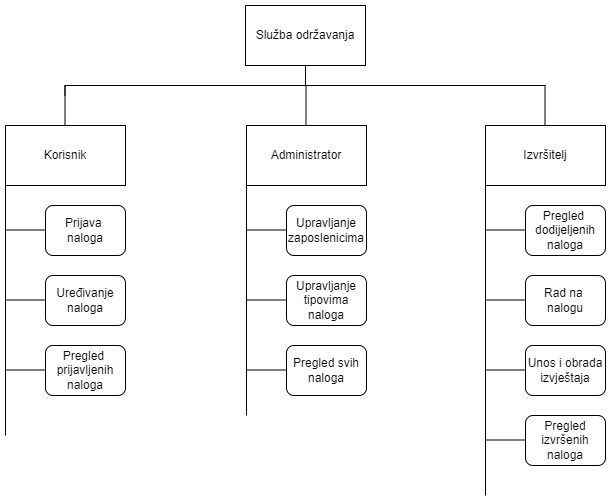 Služba održavanja
Korisnik
Prijava
naloga
Uređivanje
naloga
Pregled
prijavljenih
naloga
Administrator
Upravljanje
zaposlenicima
Upravljanje
tipovima
naloga
Pregled svih
naloga
Izvršitelj
Pregled
dodijeljenih
naloga
Rad na
nalogu
Unos i obrada
izvještaja
Pregled
izvršenih
naloga